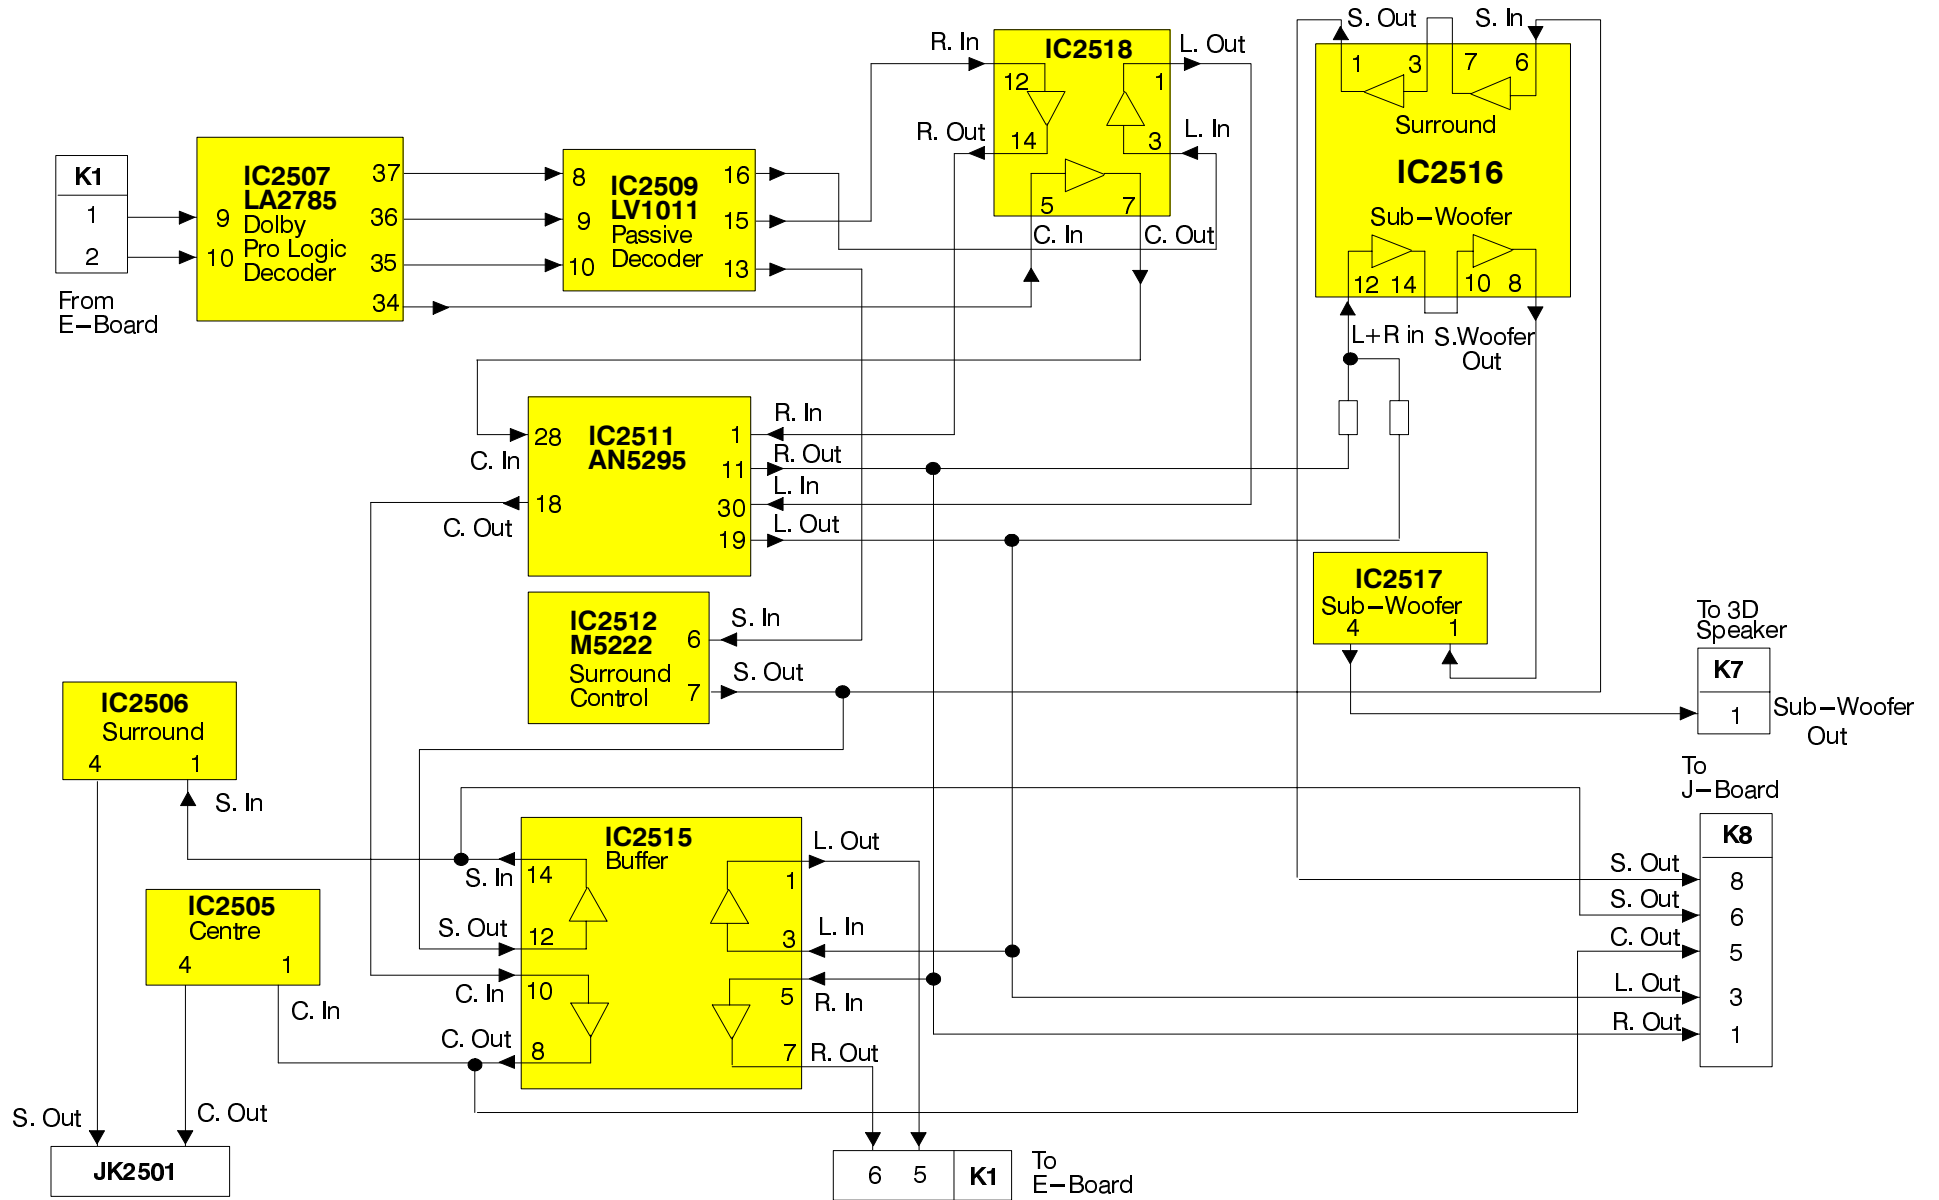 S. Out
S. In
R. In
IC2518
L. Out
12
1
R. Out
14
3
L. In
5
7
C. In
C. Out
1
3
7
6
Surround
IC2516
Sub-Woofer
12
14
10
8
L+R in
S.Woofer
Out
K1
1
2
From
E-Board
IC2507
LA2785
Dolby
Pro Logic
Decoder
9
10
37
36
35
34
8
9
10
IC2509
LV1011
Passive
Decoder
16
15
13
28
IC2511
AN5295
1
R. In
C. In
11
R. Out
18
30
L. In
C. Out
19
L. Out
IC2517
Sub-Woofer
4
1
IC2512
M5222
Surround
Control
6
S. In
7
S. Out
To 3D
Speaker
K7
1
Sub-Woofer
Out
IC2506
Surround
4
1
S. In
To
J-Board
K8
S. Out
8
S. Out
6
C. Out
5
L. Out
3
R. Out
1
IC2515
Buffer
S. In
14
1
L. Out
S. Out
12
3
L. In
C. In
10
5
R. In
C. Out
8
7
R. Out
IC2505
Centre
4
1
C. In
S. Out
C. Out
JK2501
6
5
K1
To
E-Board